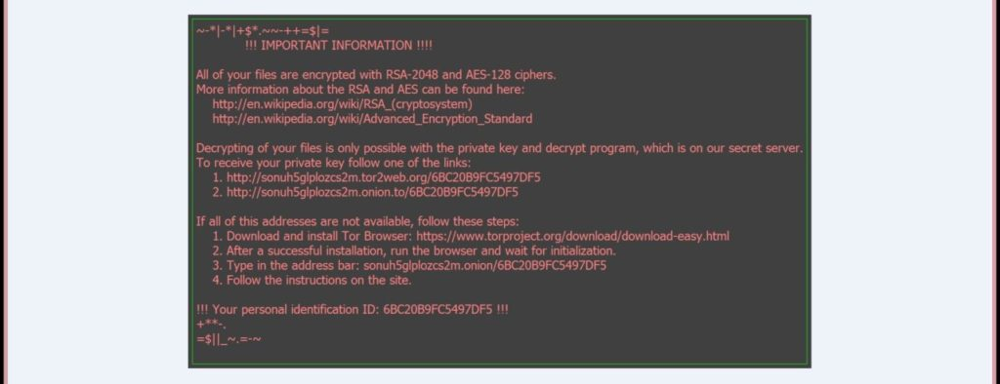 ~-*|-*|+$*.~~-++=$|=
!!! IMPORTANT INFORMATION !!!!
All of your files are encrypted with RSA-2048 and AES-128 ciphers.
More information about the RSA and AES can be found here:
http://en.wikipedia.org/wiki/RSA_(cryptosystem)
http://en.wikipedia.org/wiki/Advanced_Encryption_Standard
Decrypting of your files is only possible with the private key and decrypt program, which is on our secret server.
To receive your private key follow one of the links:
1. http://sonuh5glplozcs2m.tor2web.org/6BC20B9FC5497DF5
2. http://sonuh5glplozcs2m.onion.to/6BC20B9FC5497DF5
If all of this addresses are not available, follow these steps:
1. Download and install Tor Browser: https://www.torproject.org/download/download-easy.html
2. After a successful installation, run the browser and wait for initialization.
3. Type in the address bar: sonuh5glplozcs2m.onion/6BC20B9FC5497DF5
4. Follow the instructions on the site.
!!! Your personal identification ID: 6BC20B9FC5497DF5 !!!
+**-.
=$||_~.=-~